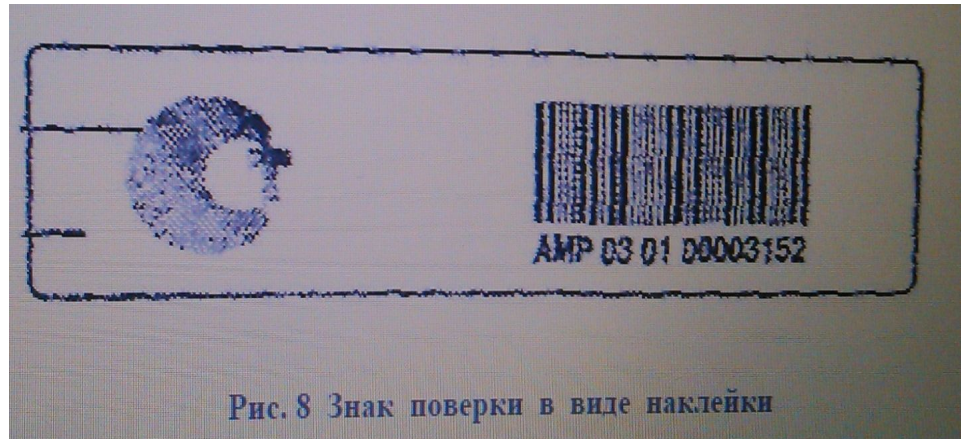 АМР 03 01 00003152
Рис. 8 Знак поверки в виде наклейки